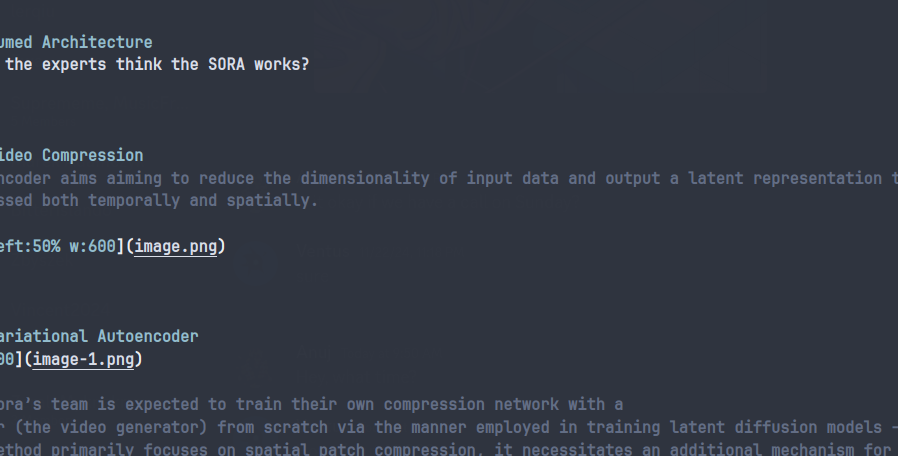 umed Architecture
the experts think the SORA works?
ideo Compression
ncoder aims aiming to reduce the dimensionality of input data and output a latent representation t
ssed both temporally and spatially.
eft:50% w:600](image.png)
ariational Autoencoder
00](image-1.png)
ora's team is expected to train their own compression network with a
r (the video generator) from scratch via the manner employed in training latent diffusion models -
ethod primarily focuses on spatial patch compression, it necessitates an additional mechanism for